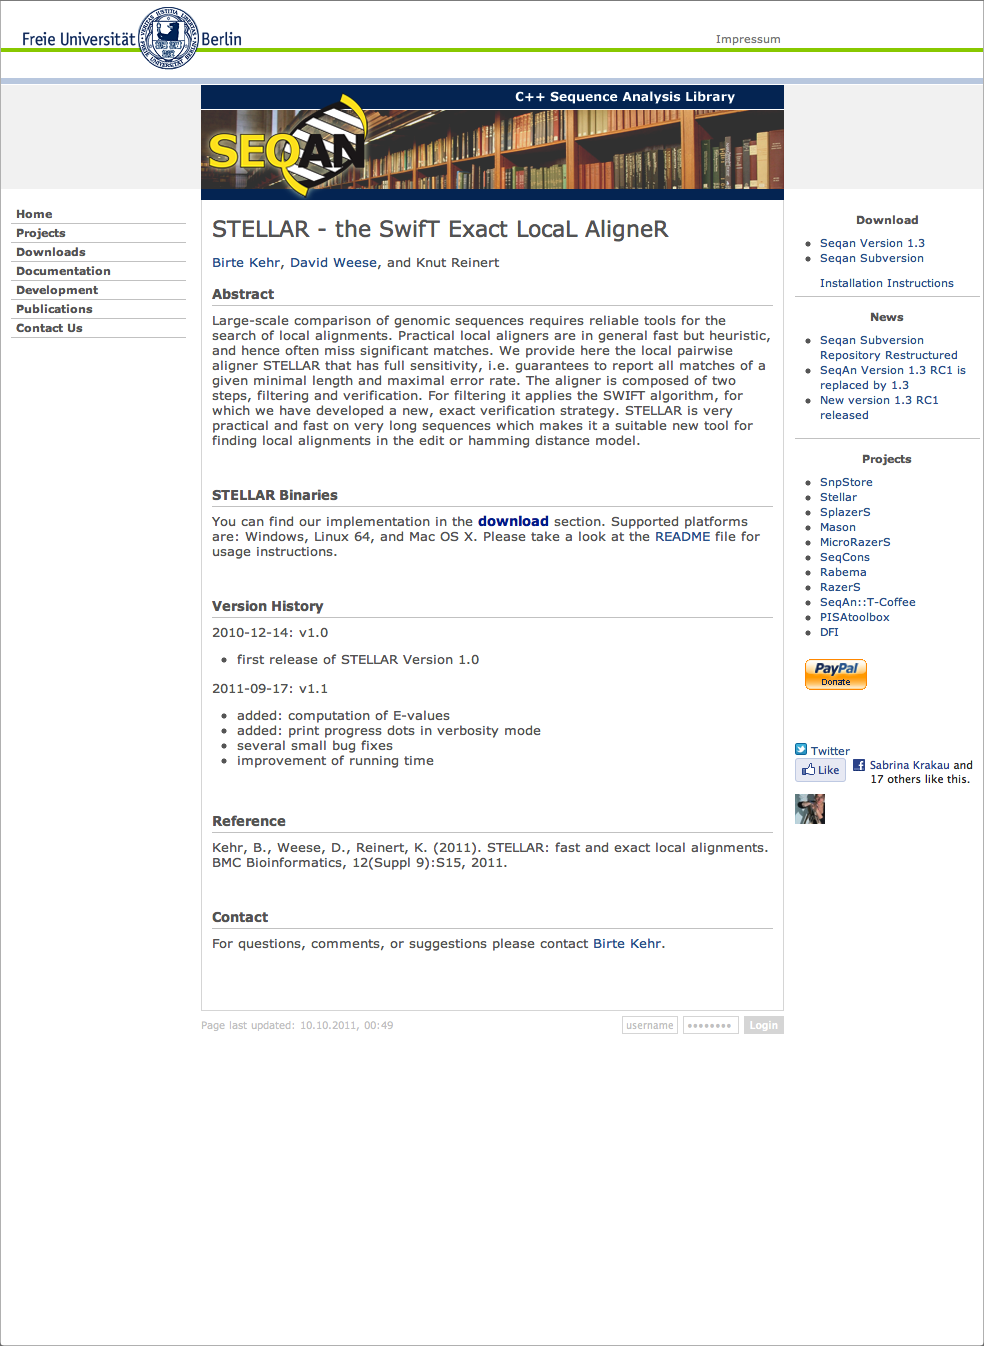 Freie Universität Berlin
Impressum
C++ Sequence Analysis Library
SEQAN
Home
Projects
Downloads
Documentation
Development
Publications
Contact Us
STELLAR - the SwifT Exact LocaL AligneR
Birte Kehr, David Weese, and Knut Reinert
Abstract
Large-scale comparison of genomic sequences requires reliable tools for the
search of local alignments. Practical local aligners are in general fast but heuristic,
and hence often miss significant matches. We provide here the local pairwise
aligner STELLAR that has full sensitivity, i.e. guarantees to report all matches of a
given minimal length and maximal error rate. The aligner is composed of two
steps, filtering and verification. For filtering it applies the SWIFT algorithm, for
which we have developed a new, exact verification strategy. STELLAR is very
practical and fast on very long sequences which makes it a suitable new tool for
finding local alignments in the edit or hamming distance model.
STELLAR Binaries
You can find our implementation in the download section. Supported platforms
are: Windows, Linux 64, and Mac OS X. Please take a look at the README file for
usage instructions.
Version History
2010-12-14: v1.0
first release of STELLAR Version 1.0
2011-09-17: v1.1
added: computation of E-values
added: print progress dots in verbosity mode
several small bug fixes
improvement of running time
Reference
Kehr, B., Weese, D., Reinert, K. (2011). STELLAR: fast and exact local alignments.
BMC Bioinformatics, 12(Suppl 9):S15, 2011.
Contact
For questions, comments, or suggestions please contact Birte Kehr.
Page last updated: 10.10.2011, 00:49
username
••••••••
Login
Download
Seqan Version 1.3
Seqan Subversion
Installation Instructions
News
Seqan Subversion
Repository Restructured
SeqAn Version 1.3 RC1 is
replaced by 1.3
New version 1.3 RC1
released
Projects
SnpStore
Stellar
SplazerS
Mason
MicroRazerS
SeqCons
Rabema
RazerS
SeqAn::T-Coffee
PISAtoolbox
DFI
PayPal
Donate
Twitter
Like
Sabrina Krakau and
17 others like this.